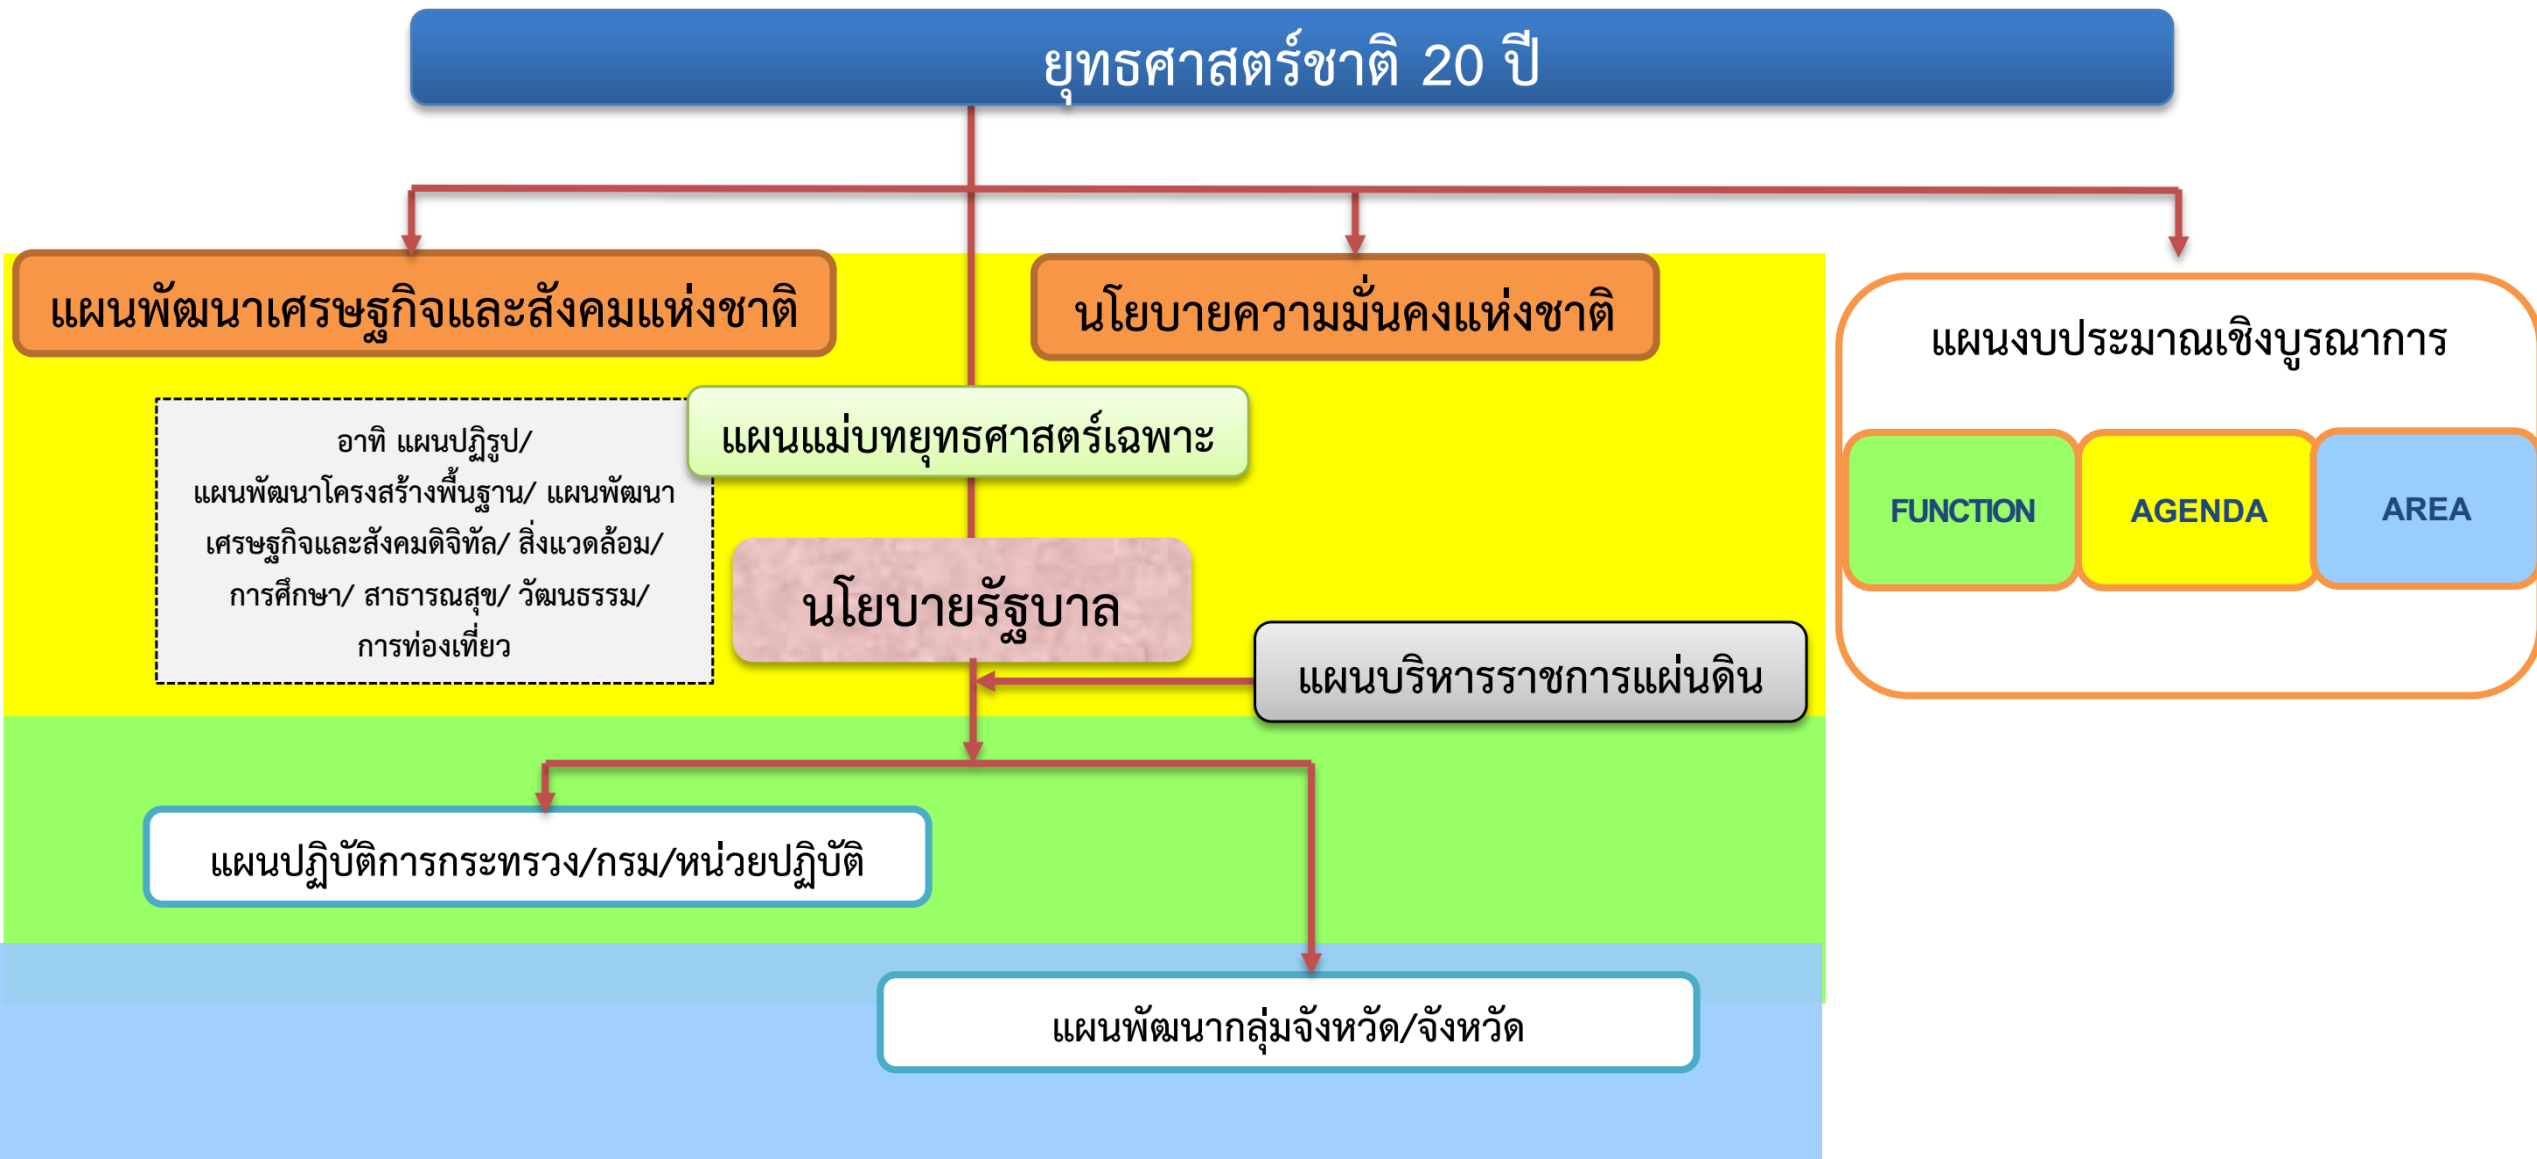 ยุทธศาสตร์ชาติ 20 ปี
แผนพัฒนาเศรษฐกิจและสังคมแห่งชาติ
นโยบายความมั่นคงแห่งชาติ
แผนงบประมาณเชิงบูรณาการ
แผนแม่บทยุทธศาสตร์เฉพาะ
อาทิ แผนปฏิรูป/
แผนพัฒนาโครงสร้างพื้นฐาน/ แผนพัฒนา
เศรษฐกิจและสังคมดิจิทัล/ สิ่งแวดล้อม/
การศึกษา/ สาธารณสุข/ วัฒนธรรม/
การท่องเที่ยว
FUNCTION
AGENDA
AREA
นโยบายรัฐบาล
แผนบริหารราชการแผ่นดิน
แผนปฏิบัติการกระทรวง/กรม/หน่วยปฏิบัติ
แผนพัฒนากลุ่มจังหวัด/จังหวัด